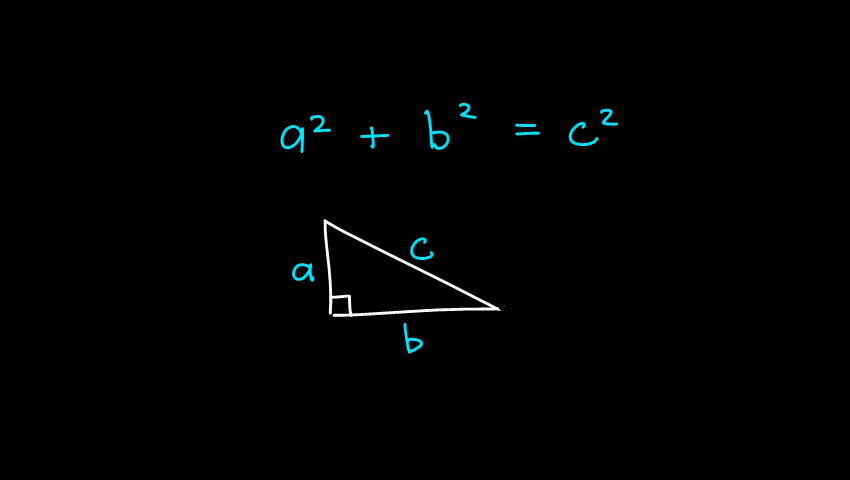 a² + b² = c²
c
a
b